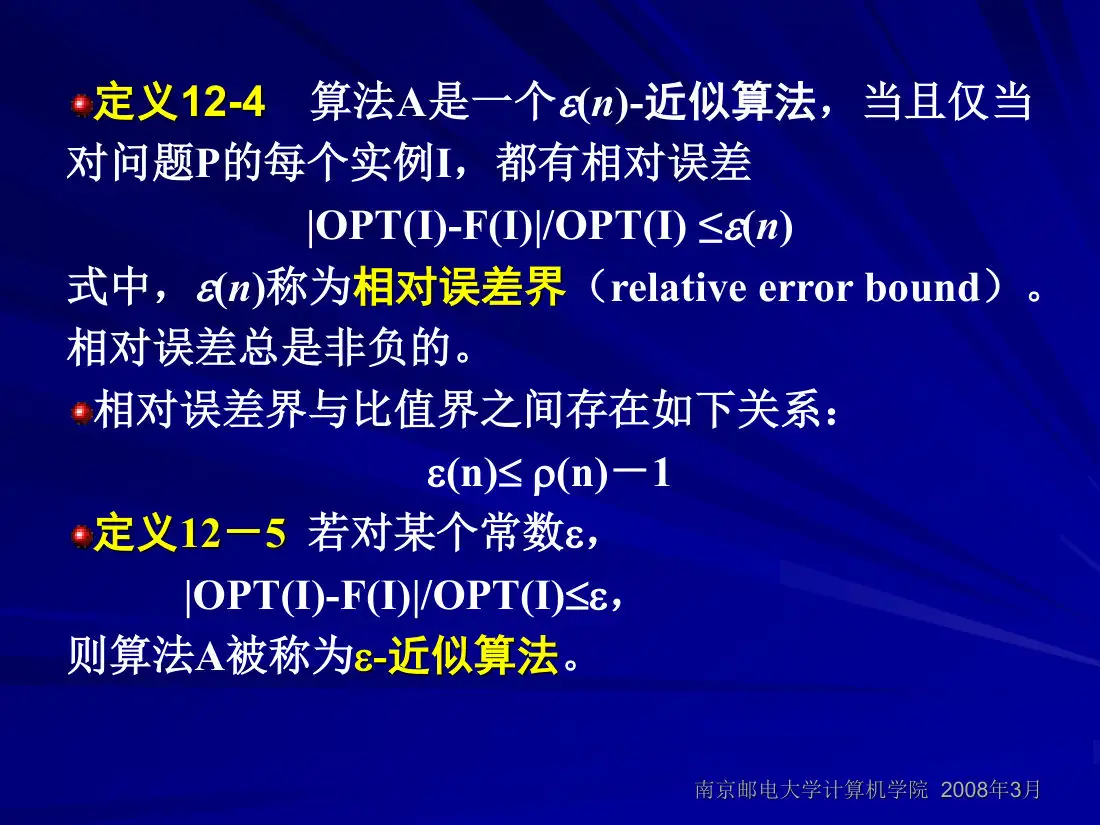 定义12-4 算法A是一个ε(n)-近似算法，当且仅当
对问题P的每个实例I，都有相对误差
|OPT(I)-F(I)|/OPT(I) ≤ε(n)
式中，ε(n)称为相对误差界（relative error bound）。
相对误差总是非负的。
相对误差界与比值界之间存在如下关系：
ε(n)≤ ρ(n)－1
定义12－5 若对某个常数ε，
|OPT(I)-F(I)|/OPT(I)≤ε，
则算法A被称为ε-近似算法。
南京邮电大学计算机学院 2008年3月